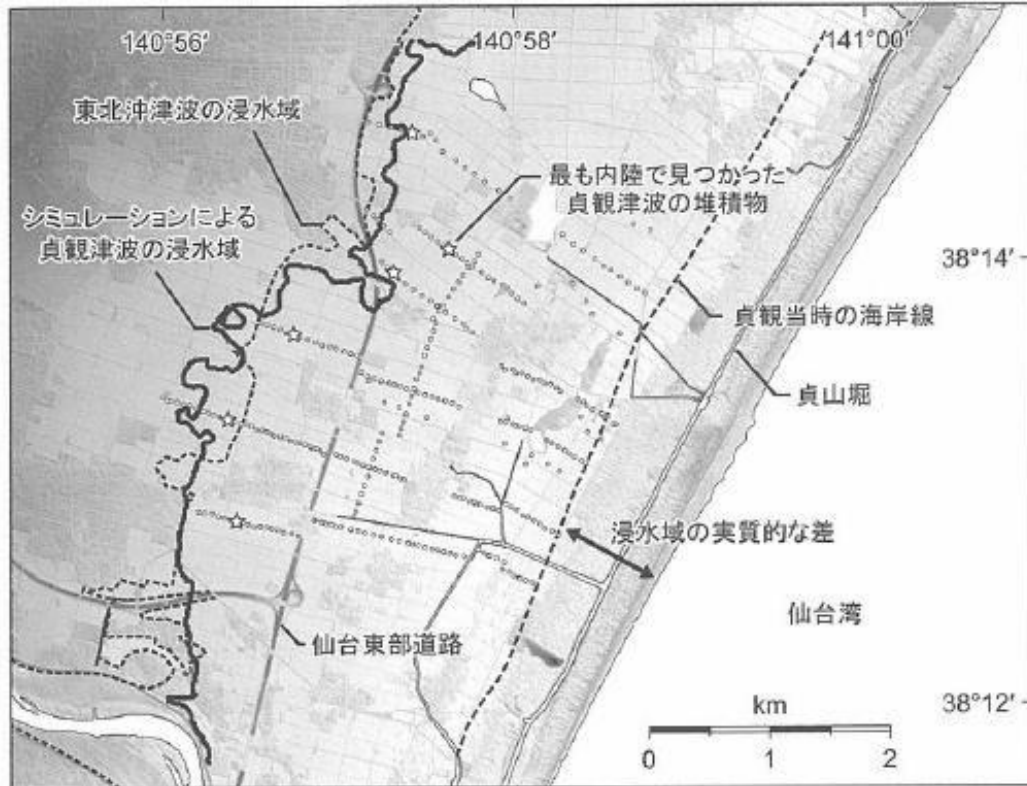 140°56′
140°58′
141°00′
東北沖津波の浸水域
最も内陸で見つかった
貞観津波の堆積物
シミュレーションによる
貞観津波の浸水域
38°14′
貞観当時の海岸線
貞山堀
浸水域の実質的な差
仙台湾
仙台東部道路
38°12′
km
0 1 2